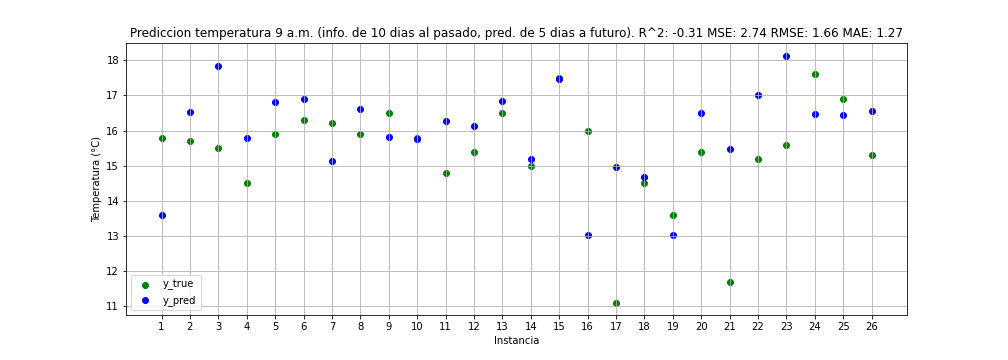 Prediccion temperatura 9 a.m. (info. de 10 dias al pasado, pred. de 5 dias a futuro). R^2: -0.31 MSE: 2.74 RMSE: 1.66 MAE: 1.27
Temperatura (°C)
18
17
16
15
14
13
12
11
y_true
y_pred
1 2 3 4 5 6 7 8 9 10 11 12 13 14 15 16 17 18 19 20 21 22 23 24 25 26
Instancia